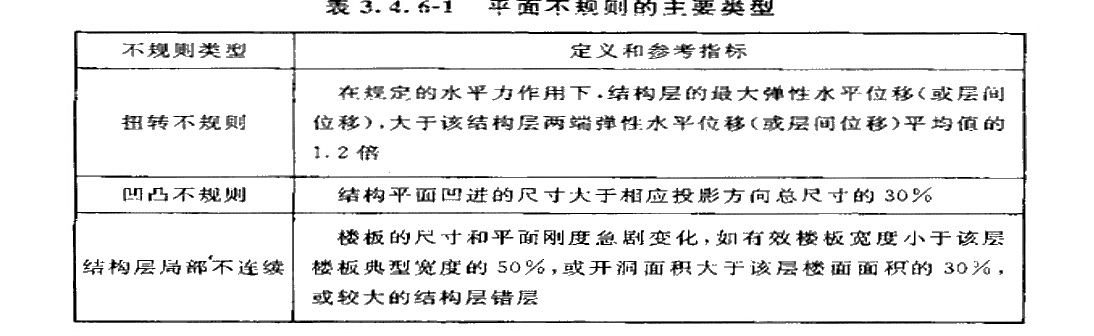 表 3.4.6-1 平面不规则的主要类型
不规则类型
定义和参考指标
扭转不规则
在规定的水平力作用下,结构层的最大弹性水平位移(或层间
位移),大于该结构层两端弹性水平位移(或层间位移)平均值的
1.2倍
凹凸不规则
结构平面凹进的尺寸大于相应投影方向总尺寸的 30%
结构层局部不连续
楼板的尺寸和平面刚度急剧变化,如有效楼板宽度小于该层
楼板典型宽度的 50%,或开洞面积大于该层楼面面积的 30%,
或较大的结构层错层